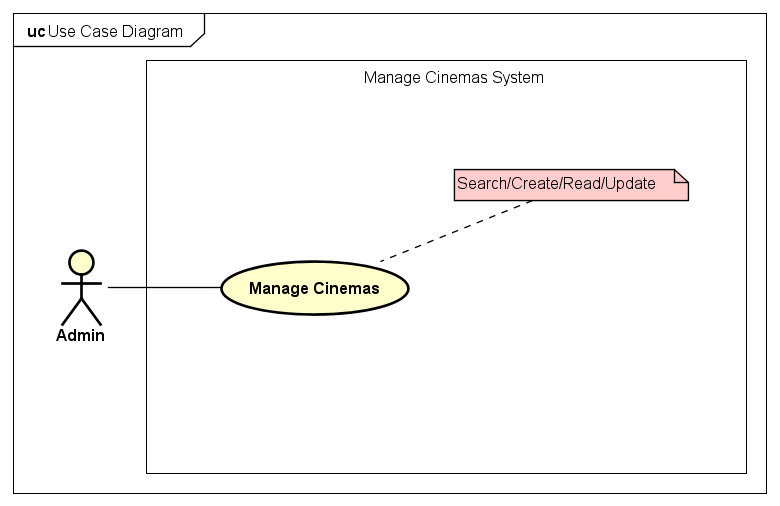 uc Use Case Diagram
Manage Cinemas System
Search/Create/Read/Update
Manage Cinemas
Admin